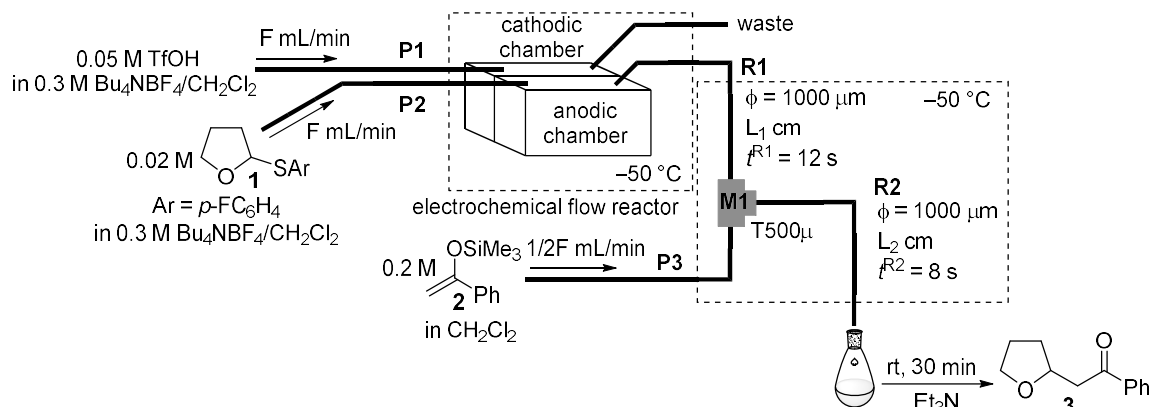 cathodic
chamber
waste
F mL/min
P1
0.05 M TfOH
in 0.3 M Bu4NBF4/CH2Cl2
R1
P2
ϕ = 1000 μm
–50 °C
anodic
chamber
F mL/min
L1 cm
tR1 = 12 s
0.02 M
O
SAr
1
–50 °C
R2
M1
Ar = p-FC6H4
electrochemical flow reactor
T500μ
ϕ = 1000 μm
in 0.3 M Bu4NBF4/CH2Cl2
OSiMe3
1/2F mL/min
P3
L2 cm
0.2 M
tR2 = 8 s
Ph
2
in CH2Cl2
O
rt, 30 min
O
Ph
Et3N
3